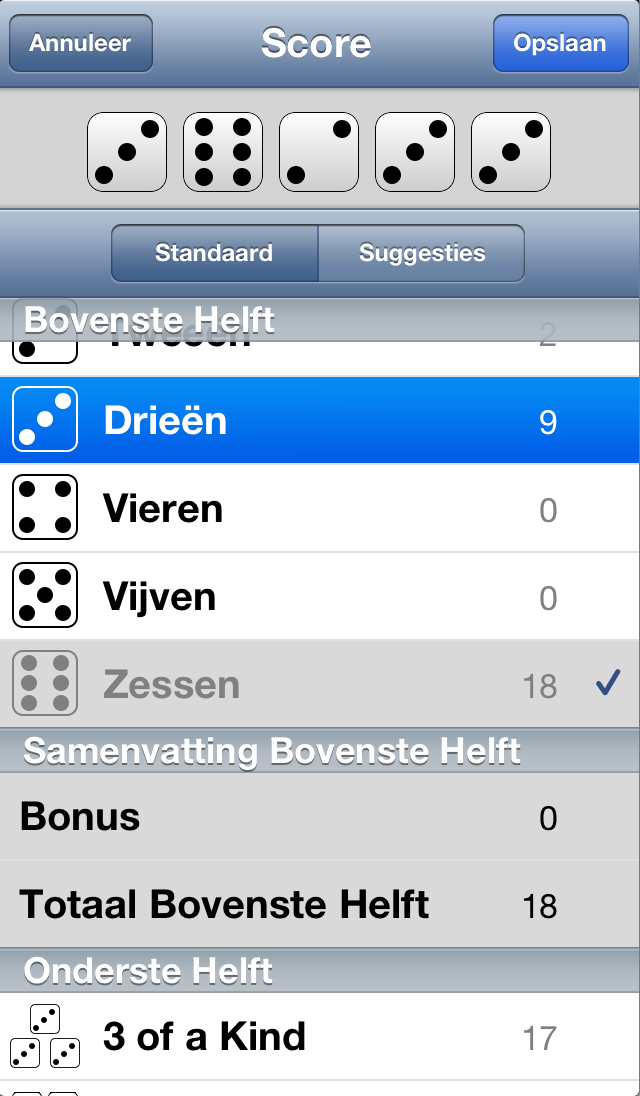 Annuleer Score Opslaan
Standaard Suggesties
Bovenste Helft
Tweeën 2
Drieën 9
Vieren 0
Vijven 0
Zessen 18
Samenvatting Bovenste Helft
Bonus 0
Totaal Bovenste Helft 18
Onderste Helft
3 of a Kind 17